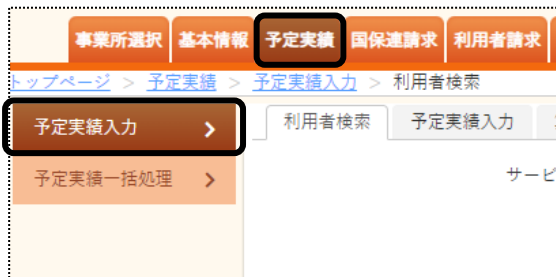 事業所選択 基本情報 予定実績 国保連請求 利用者請求
トップページ > 予定実績 > 予定実績入力 > 利用者検索
予定実績入力 > 利用者検索 予定実績入力
予定実績一括処理 > サービ